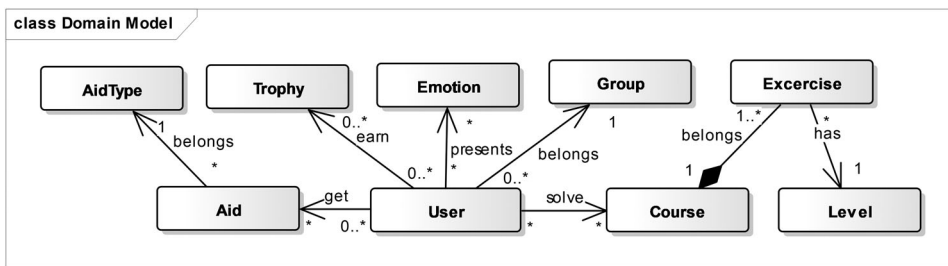 class Domain Model
AidType
Trophy
Emotion
Group
Excercise
1
0..*
*
1
1..*
*
belongs
earn
presents
belongs
belongs
has
*
0..*
*
0..*
1
1
Aid
get
User
solve
Course
Level
*
0..*
*
*